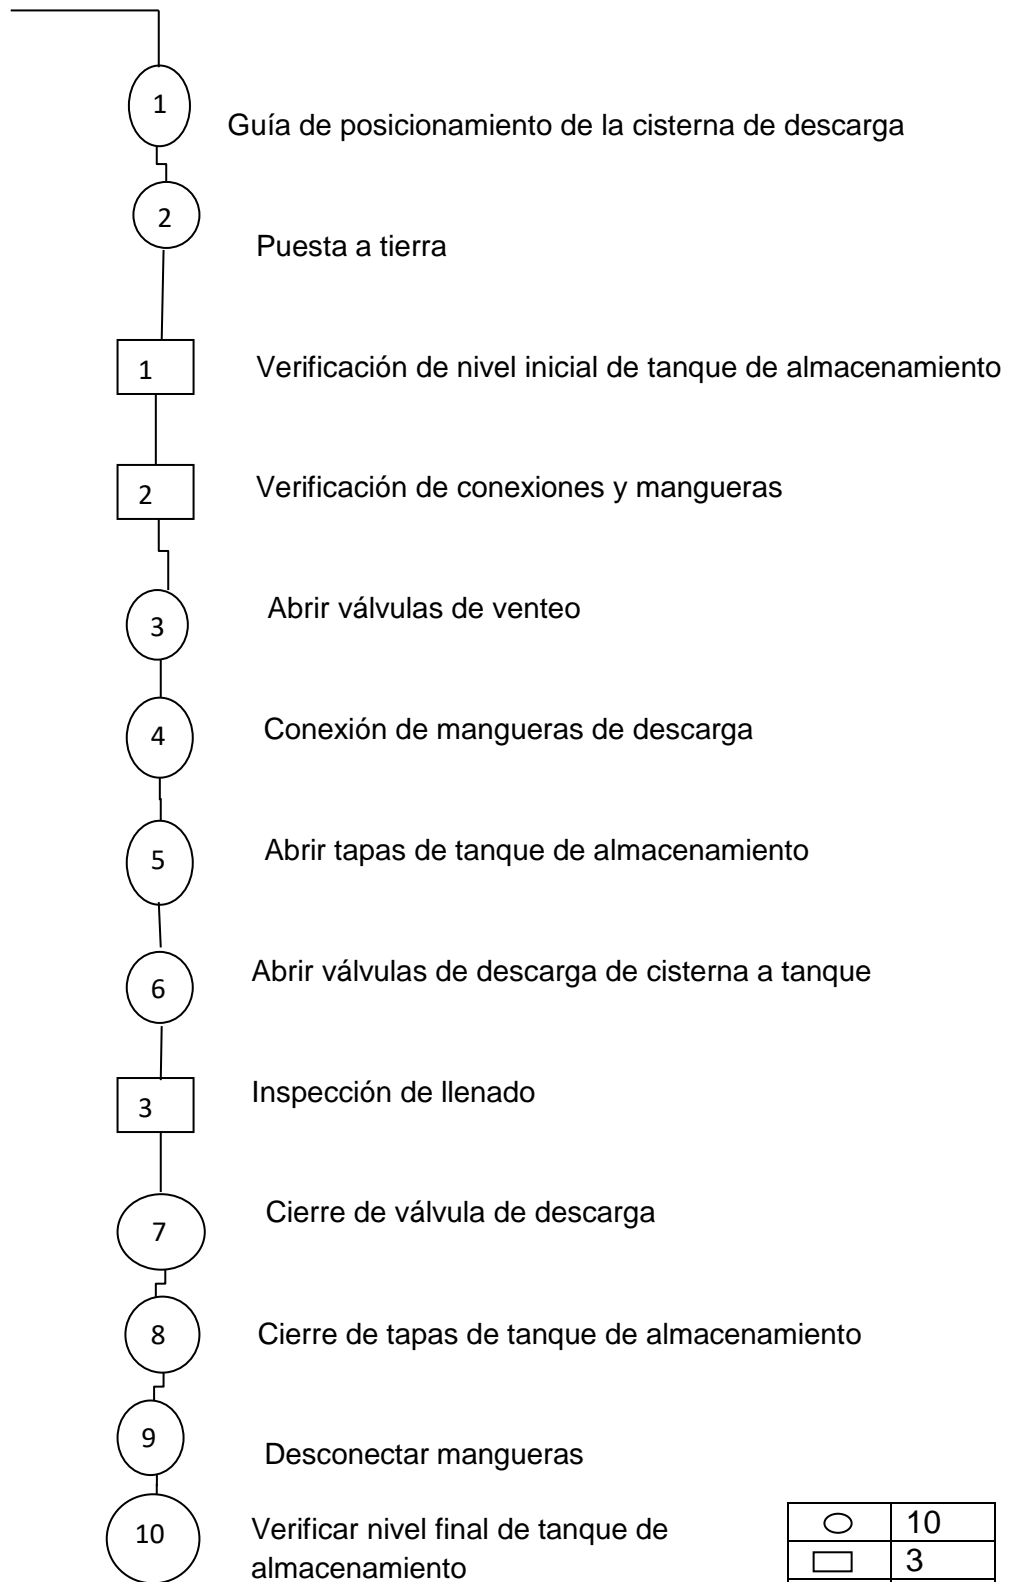 1
Guía de posicionamiento de la cisterna de descarga
2
Puesta a tierra
1
Verificación de nivel inicial de tanque de almacenamiento
2
Verificación de conexiones y mangueras
3
Abrir válvulas de venteo
4
Conexión de mangueras de descarga
5
Abrir tapas de tanque de almacenamiento
6
Abrir válvulas de descarga de cisterna a tanque
3
Inspección de llenado
7
Cierre de válvula de descarga
8
Cierre de tapas de tanque de almacenamiento
9
Desconectar mangueras
10
Verificar nivel final de tanque de
almacenamiento
10
3